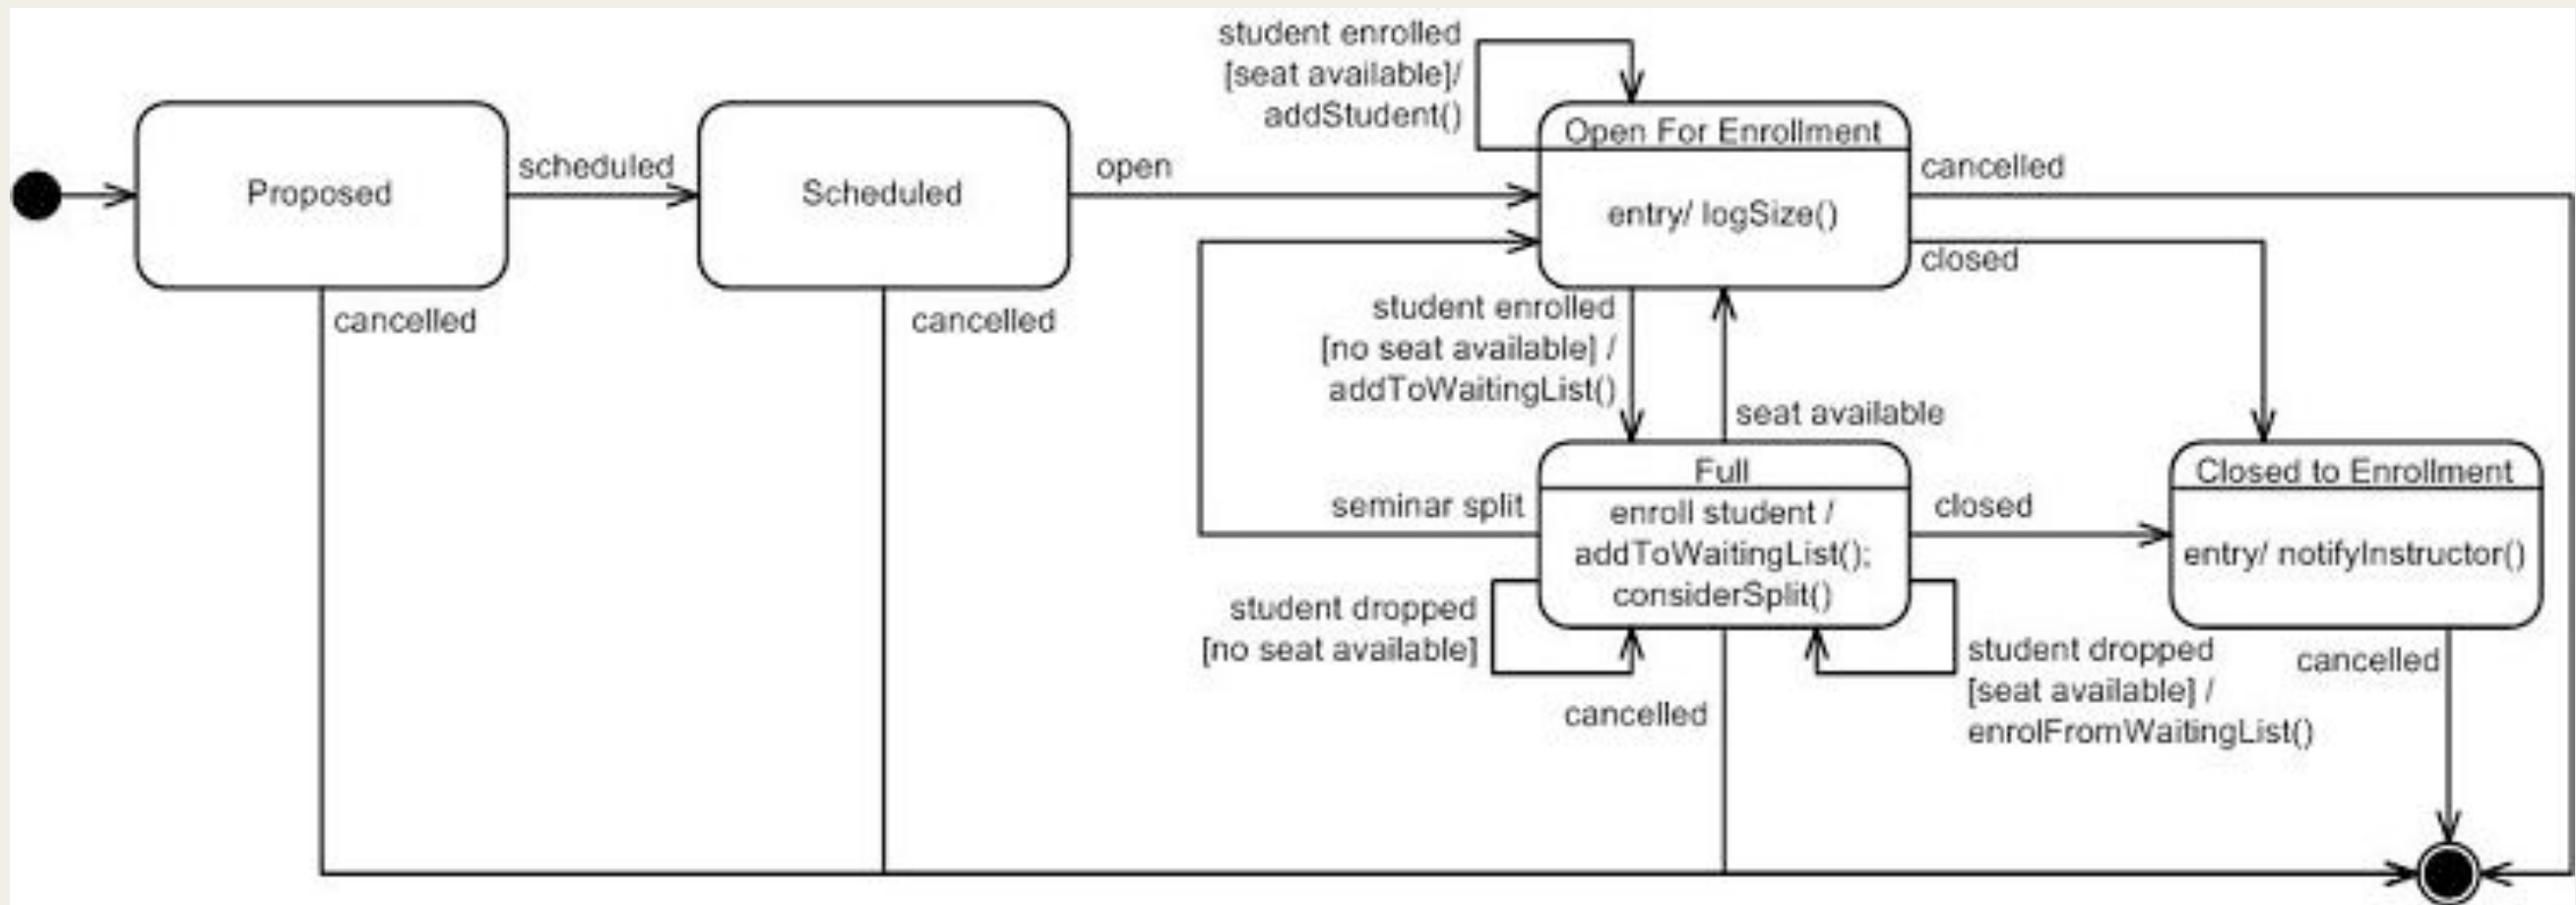 student enrolled
[seat available]/
addStudent()
Proposed
scheduled
Scheduled
open
Open For Enrollment
entry/ logSize()
cancelled
closed
cancelled
cancelled
student enrolled
[no seat available] /
addToWaitingList()
seat available
seminar split
Full
enroll student /
addToWaitingList();
considerSplit()
closed
Closed to Enrollment
entry/ notifyInstructor()
student dropped
[no seat available]
cancelled
student dropped
[seat available] /
enrolFromWaitingList()
cancelled